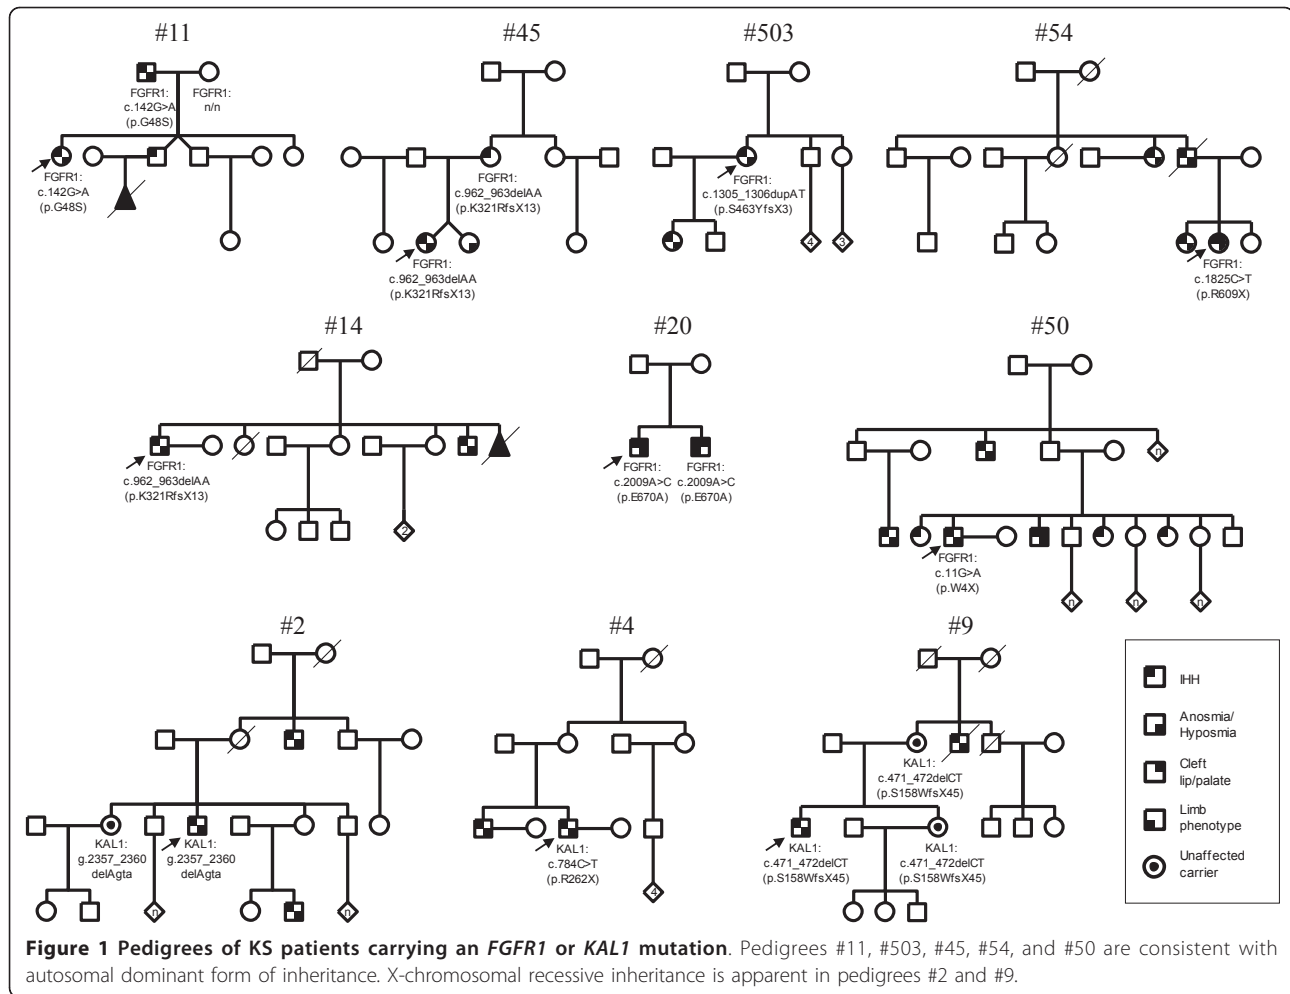 #11
FGFR1:
c.142G>A
(p.G48S)
FGFR1:
n/n
FGFR1:
c.142G>A
(p.G48S)
#45
FGFR1:
c.962_963delAA
(p.K321RfsX13)
FGFR1:
c.962_963delAA
(p.K321RfsX13)
#503
FGFR1:
c.1305_1306dupAT
(p.S463YfsX3)
4
3
#54
FGFR1:
c.1825C>T
(p.R609X)
#14
FGFR1:
c.962_963delAA
(p.K321RfsX13)
2
#20
FGFR1:
c.2009A>C
(p.E670A)
FGFR1:
c.2009A>C
(p.E670A)
#50
n
FGFR1:
c.11G>A
(p.W4X)
n
n
n
#2
KAL1:
g.2357_2360
delAgta
KAL1:
g.2357_2360
delAgta
n
n
#4
KAL1:
c.784C>T
(p.R262X)
4
#9
KAL1:
c.471_472delCT
(p.S158WfsX45)
KAL1:
c.471_472delCT
(p.S158WfsX45)
KAL1:
c.471_472delCT
(p.S158WfsX45)
IHH
Anosmia/
Hyposmia
Cleft
lip/palate
Limb
phenotype
Unaffected
carrier
Figure 1 Pedigrees of KS patients carrying an FGFR1 or KAL1 mutation. Pedigrees #11, #503, #45, #54, and #50 are consistent with
autosomal dominant form of inheritance. X-chromosomal recessive inheritance is apparent in pedigrees #2 and #9.